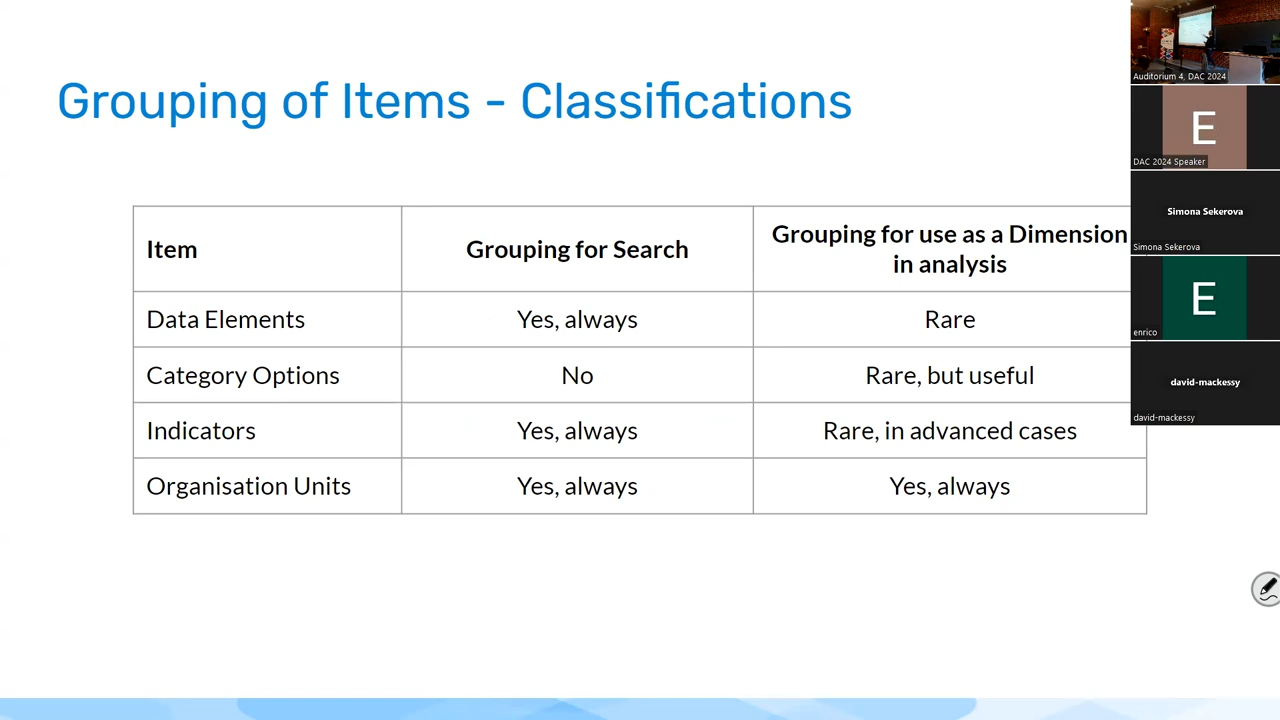 Grouping of Items - Classifications
Item
Grouping for Search
Grouping for use as a Dimension
in analysis
Data Elements
Yes, always
Rare
Category Options
No
Rare, but useful
Indicators
Yes, always
Rare, in advanced cases
Organisation Units
Yes, always
Yes, always
Auditorium 4, DAC 2024
E
DAC 2024 Speaker
Simona Sekerova
Simona Sekerova
E
enrico
david-mackessy
david-mackessy